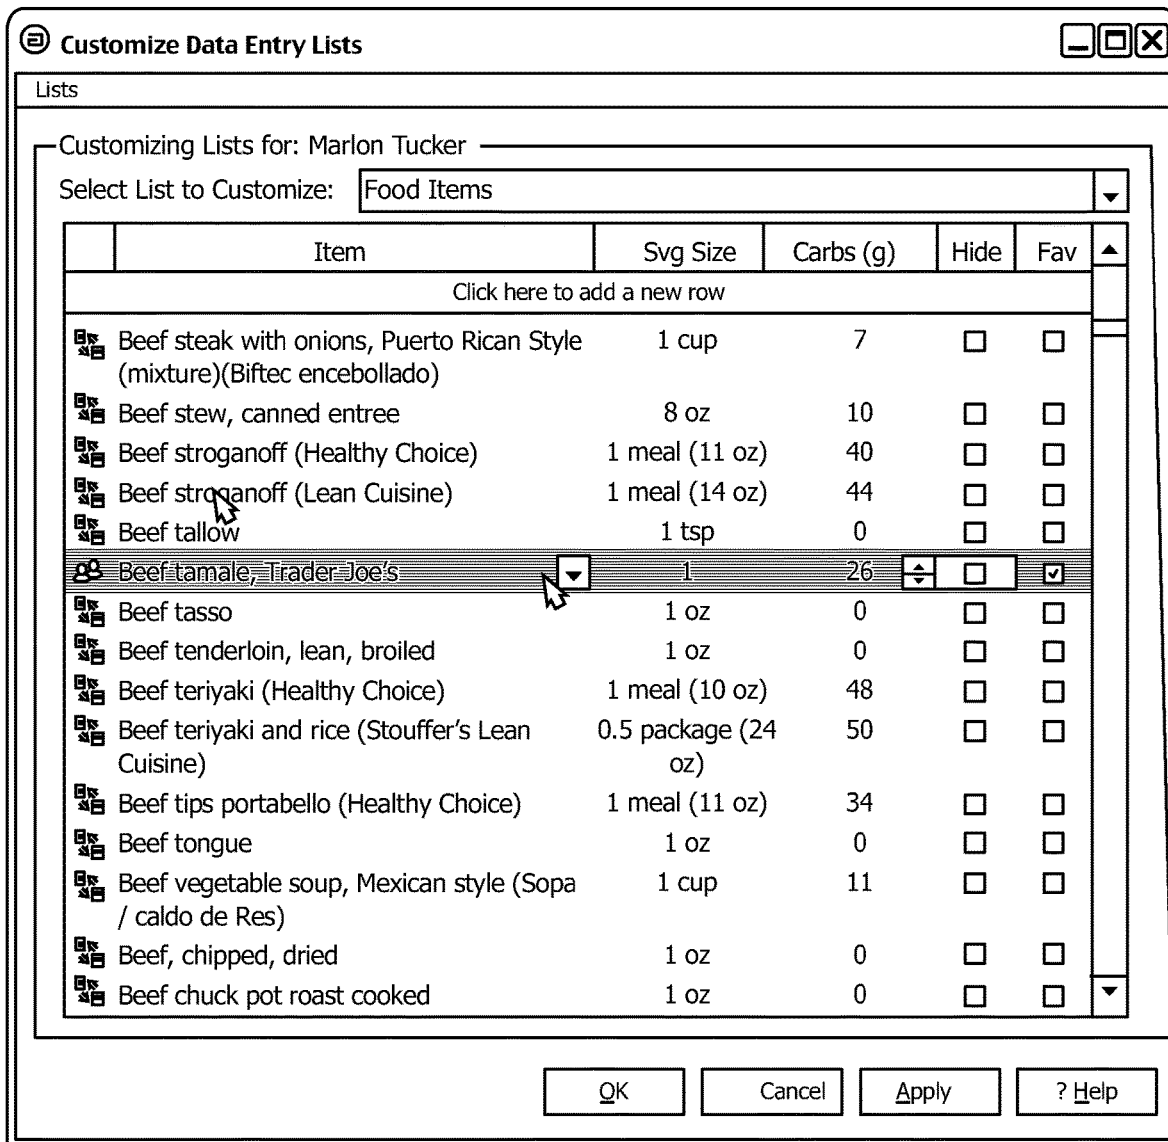 Customize Data Entry Lists
Lists
Customizing Lists for: Marlon Tucker
Select List to Customize: Food Items
Item Svg Size Carbs (g) Hide Fav
Click here to add a new row
Beef steak with onions, Puerto Rican Style 1 cup 7
(mixture)(Biftec encebollado)
Beef stew, canned entree 8 oz 10
Beef stroganoff (Healthy Choice) 1 meal (11 oz) 40
Beef stroganoff (Lean Cuisine) 1 meal (14 oz) 44
Beef tallow 1 tsp 0
Beef tamale, Trader Joe's 1 26
Beef tasso 1 oz 0
Beef tenderloin, lean, broiled 1 oz 0
Beef teriyaki (Healthy Choice) 1 meal (10 oz) 48
Beef teriyaki and rice (Stouffer's Lean 0.5 package (24 50
Cuisine) oz)
Beef tips portabello (Healthy Choice) 1 meal (11 oz) 34
Beef tongue 1 oz 0
Beef vegetable soup, Mexican style (Sopa 1 cup 11
/ caldo de Res)
Beef, chipped, dried 1 oz 0
Beef chuck pot roast cooked 1 oz 0
OK Cancel Apply ? Help